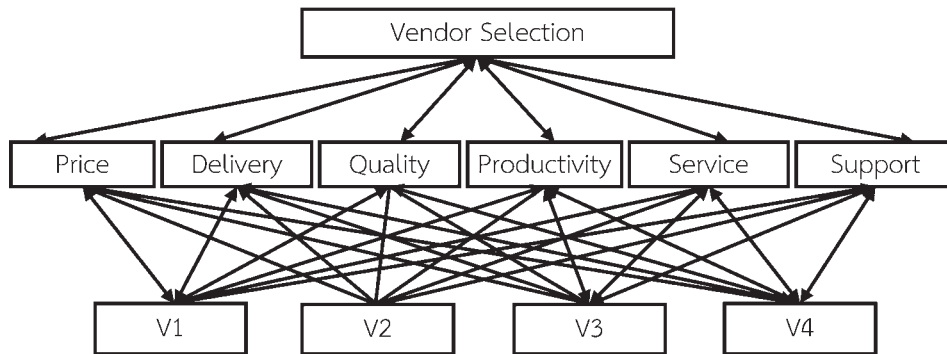 Vendor Selection
Price
Delivery
Quality
Productivity
Service
Support
V1
V2
V3
V4